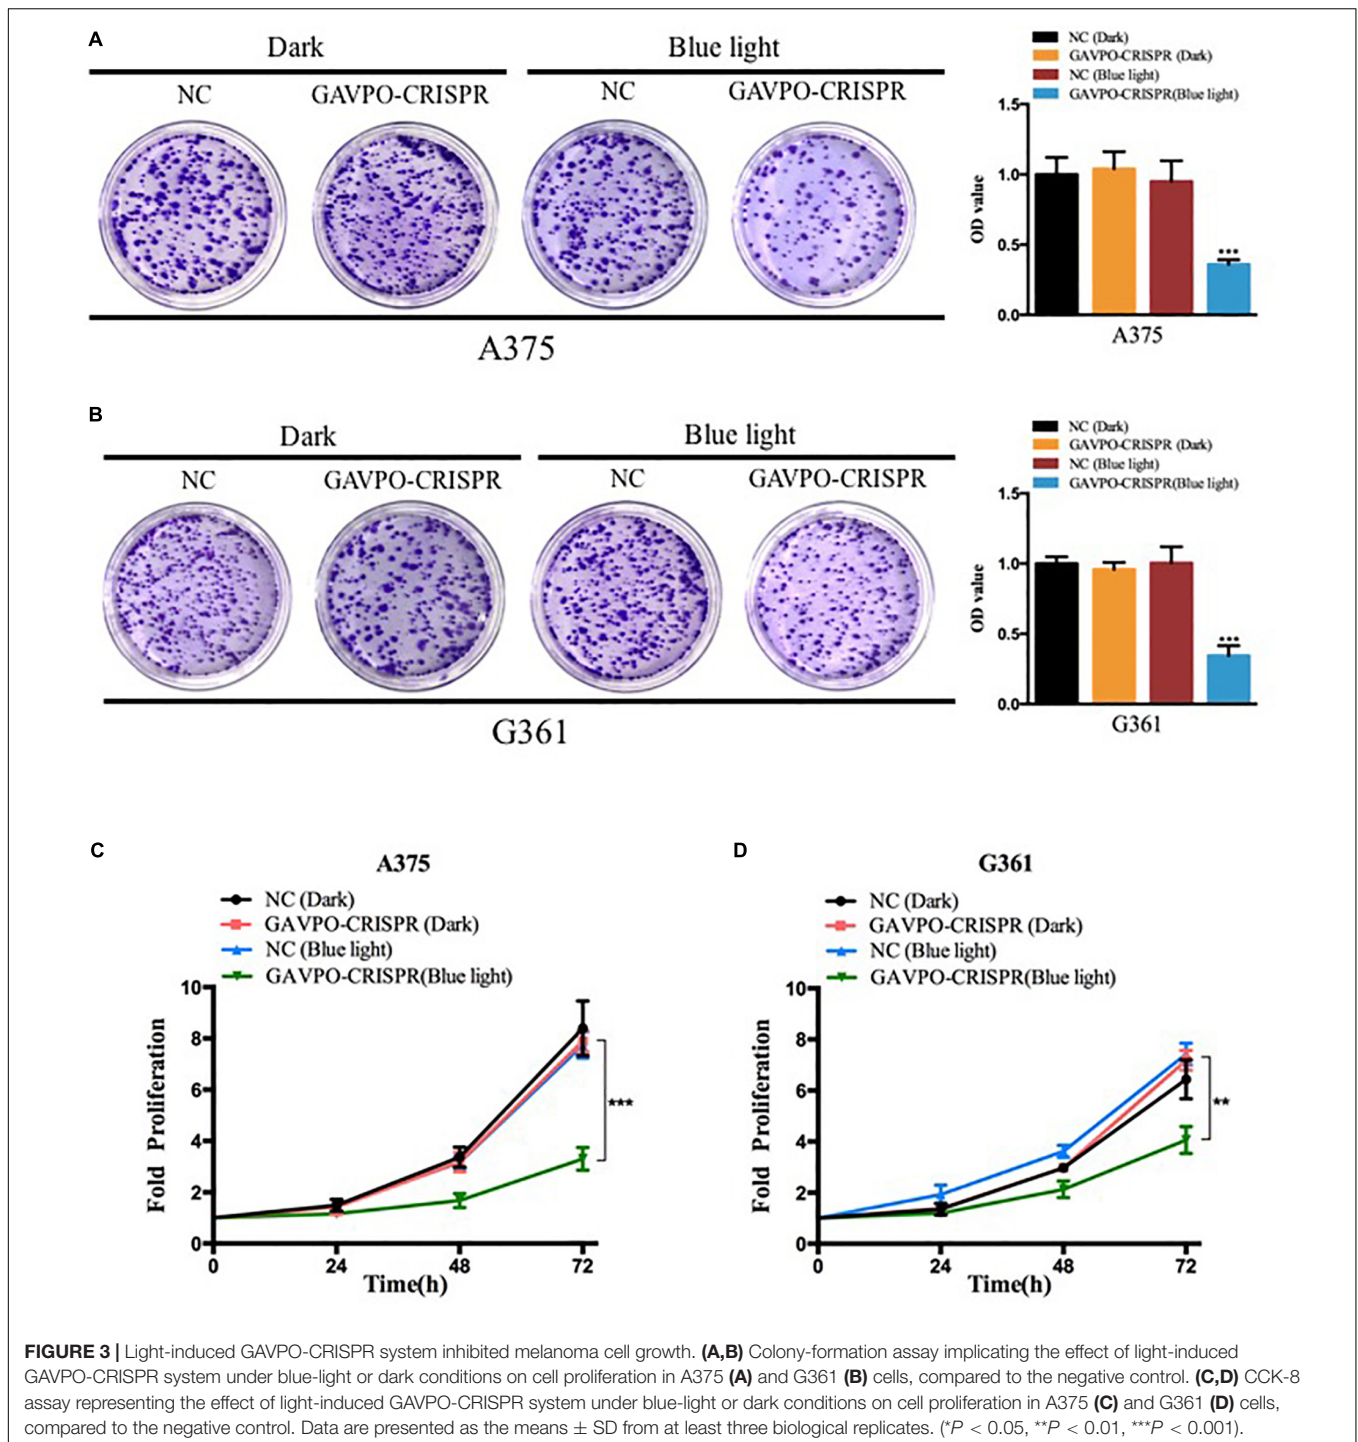 A
Dark
Blue light
NC
GAVPO-CRISPR
NC
GAVPO-CRISPR
A375
NC (Dark)
GAVPO-CRISPR (Dark)
NC (Blue light)
GAVPO-CRISPR(Blue light)
1.5
1.0
0.5
0.0
OD value
***
A375
B
Dark
Blue light
NC
GAVPO-CRISPR
NC
GAVPO-CRISPR
G361
NC (Dark)
GAVPO-CRISPR (Dark)
NC (Blue light)
GAVPO-CRISPR(Blue light)
1.5
1.0
0.5
0.0
OD value
***
G361
C
A375
NC (Dark)
GAVPO-CRISPR (Dark)
NC (Blue light)
GAVPO-CRISPR(Blue light)
10
8
6
4
2
0
Fold Proliferation
***
0 24 48 72
Time(h)
D
G361
NC (Dark)
GAVPO-CRISPR (Dark)
NC (Blue light)
GAVPO-CRISPR(Blue light)
10
8
6
4
2
0
Fold Proliferation
**
0 24 48 72
Time(h)
FIGURE 3 | Light-induced GAVPO-CRISPR system inhibited melanoma cell growth. (A,B) Colony-formation assay implicating the effect of light-induced
GAVPO-CRISPR system under blue-light or dark conditions on cell proliferation in A375 (A) and G361 (B) cells, compared to the negative control. (C,D) CCK-8
assay representing the effect of light-induced GAVPO-CRISPR system under blue-light or dark conditions on cell proliferation in A375 (C) and G361 (D) cells,
compared to the negative control. Data are presented as the means ± SD from at least three biological replicates. (*P < 0.05, **P < 0.01, ***P < 0.001).